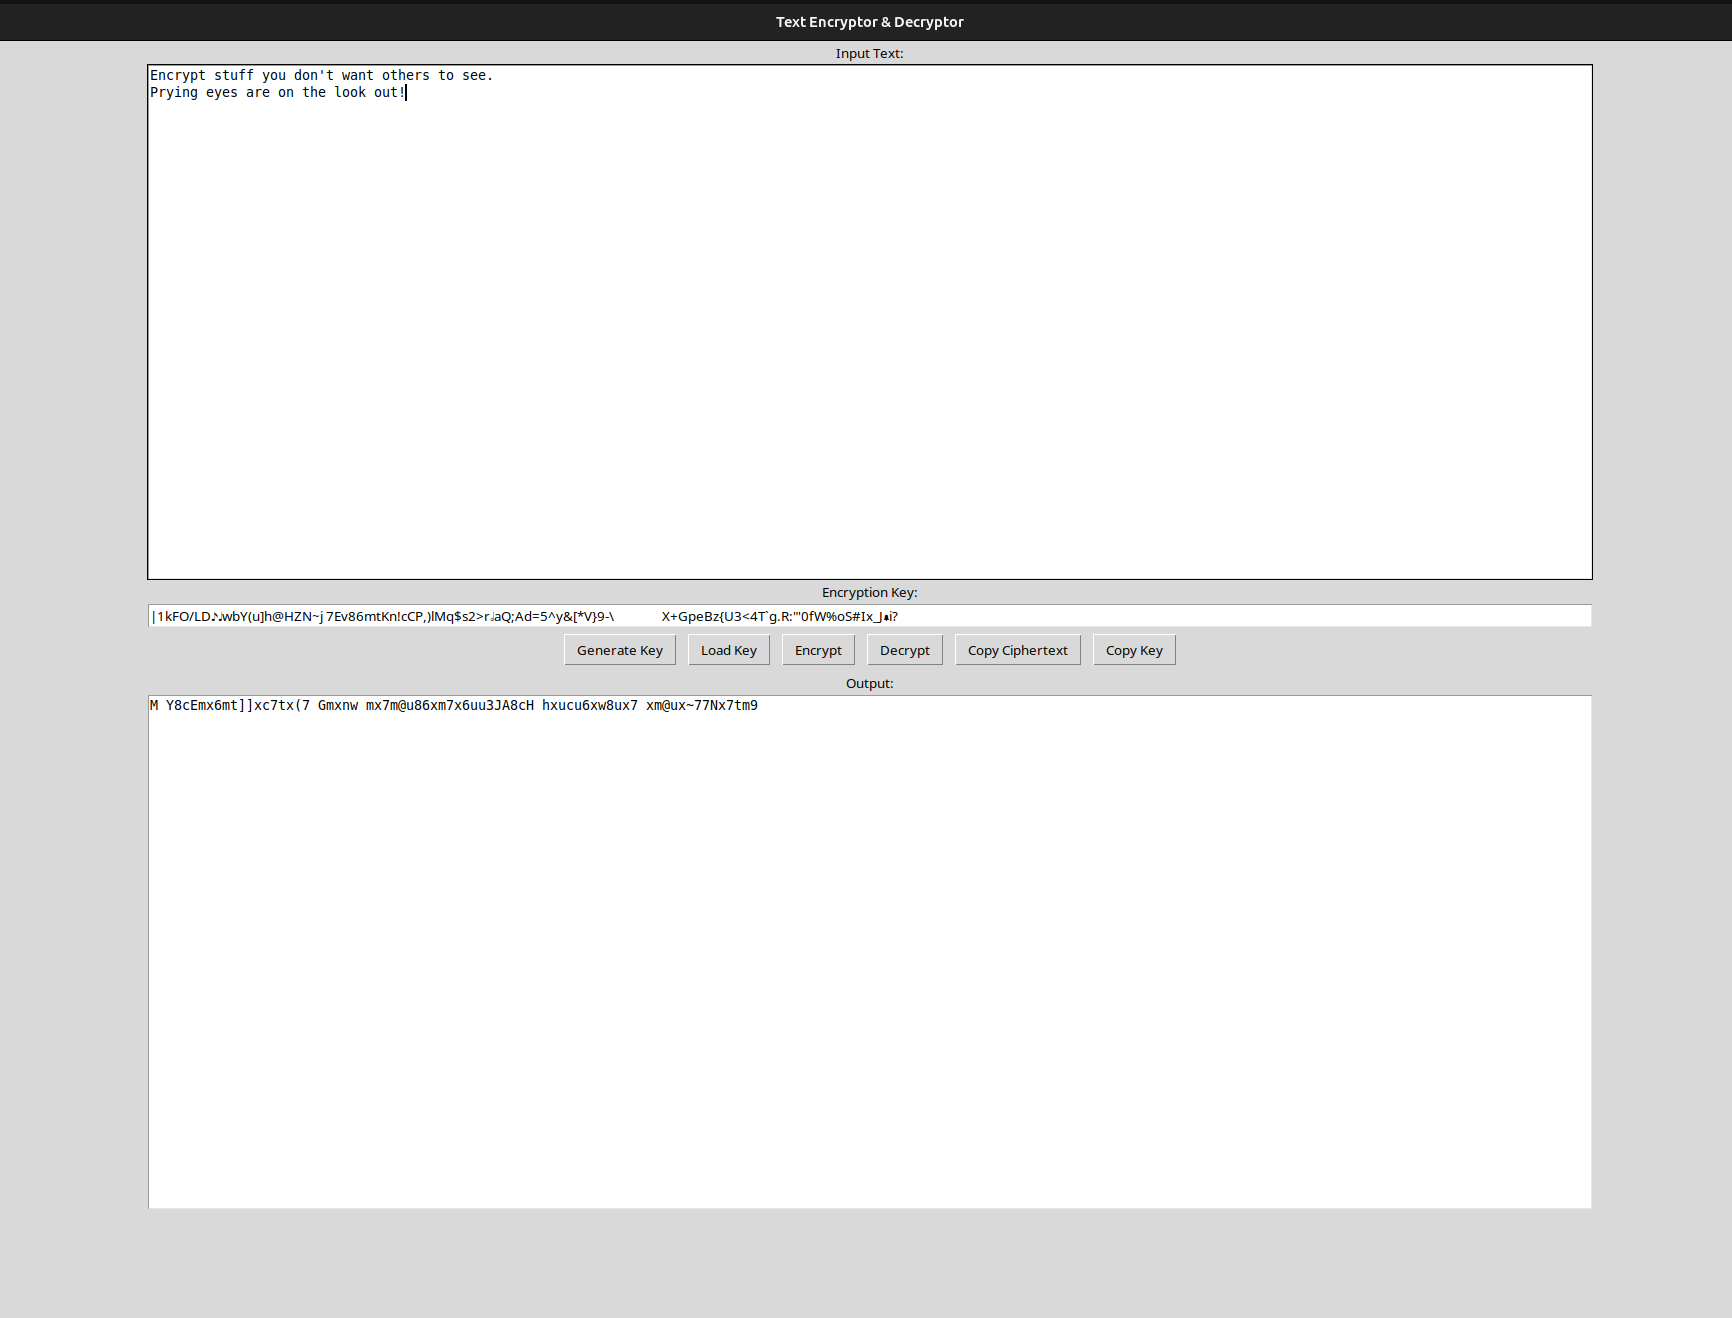 Text Encryptor & Decryptor
Input Text:
Encrypt stuff you don't want others to see.
Prying eyes are on the look out!
Encryption Key:
|1kFO/LD wbY(u]h@HZN~j 7Ev86mtKn!cCP,)lMq$s2>r aQ;Ad=5^y&[*V}9-\ X+GpeBz{U3<4T`g.R:'"0fW%oS#Ix_J i?
Generate Key
Load Key
Encrypt
Decrypt
Copy Ciphertext
Copy Key
Output:
M Y8cEmx6mt]]xc7tx(7 Gmxnw mx7m@u86xm7x6uu3JA8cH hxucu6xw8ux7 xm@ux~77Nx7tm9